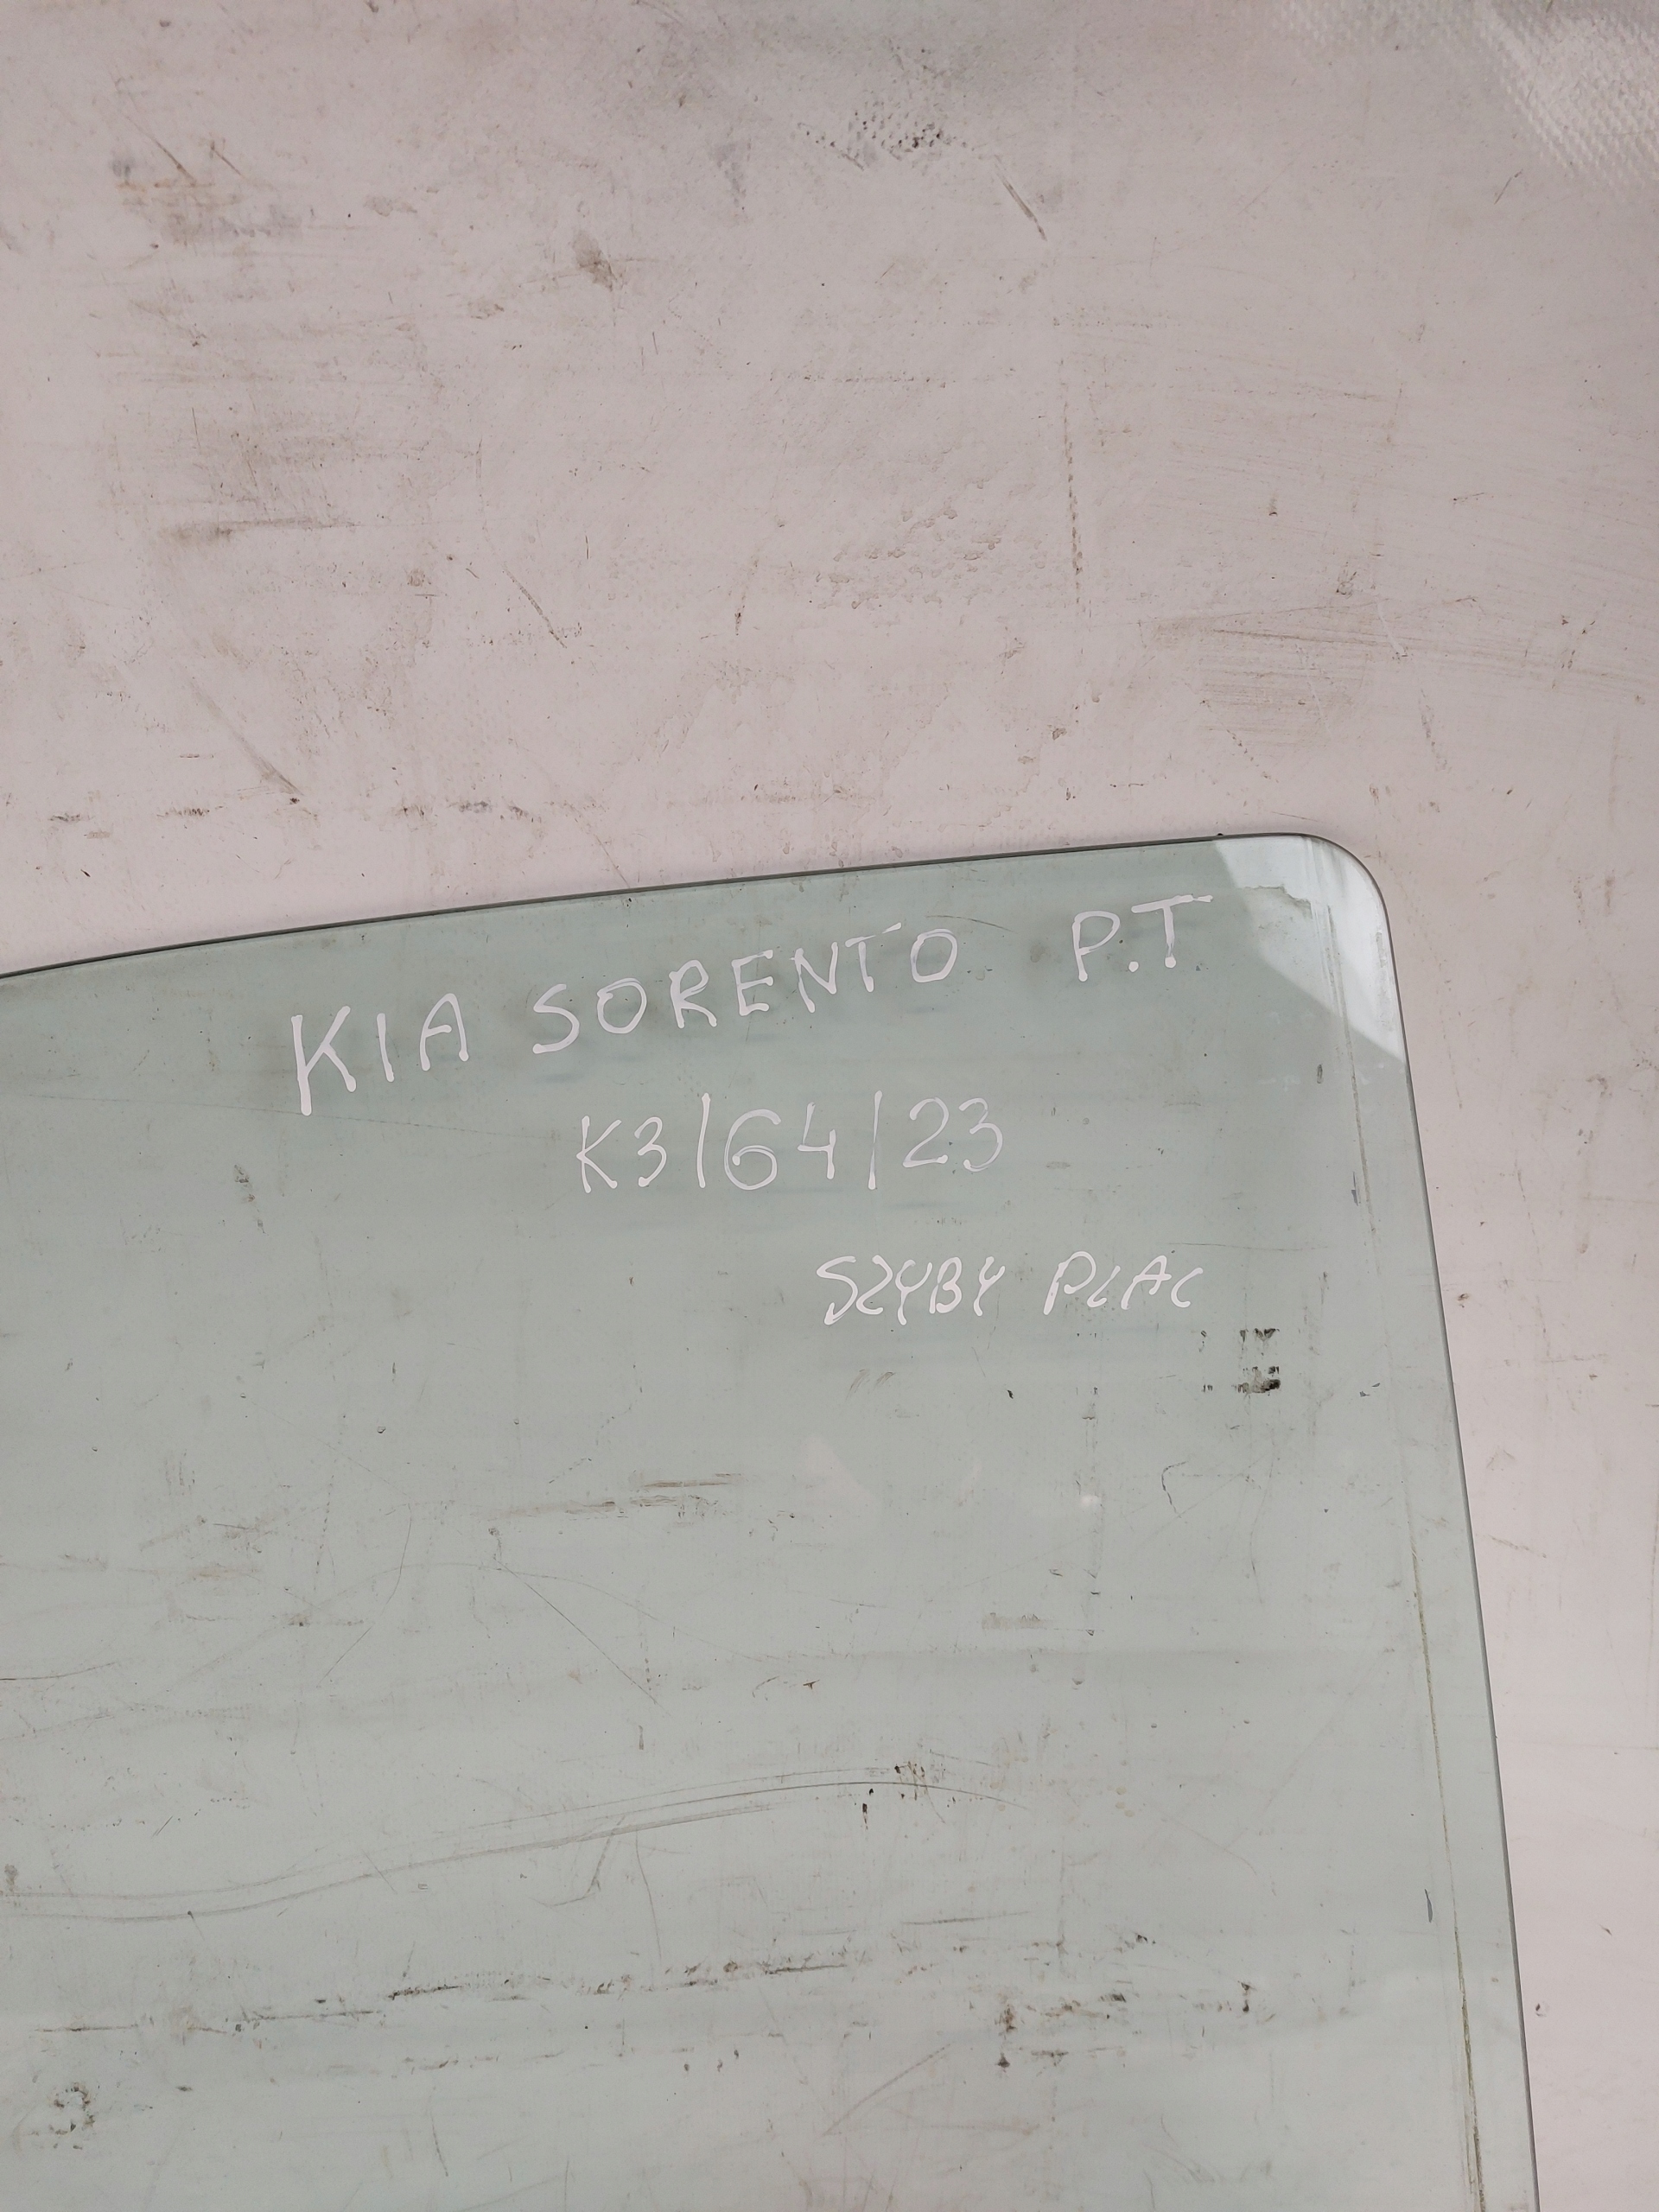 KIA SORENTO P.T
K3/64/23
SZYBY PLAC